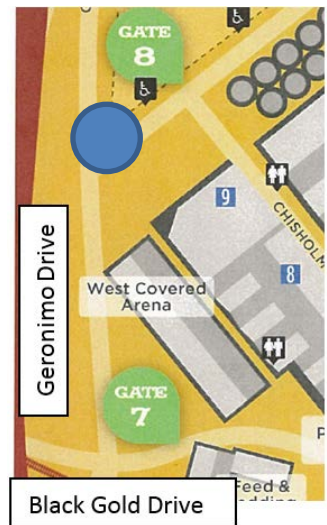 GATE
8
9
CHISHOLM
8
Geronimo Drive
West Covered
Arena
GATE
7
P
Feed &
Black Gold Drive